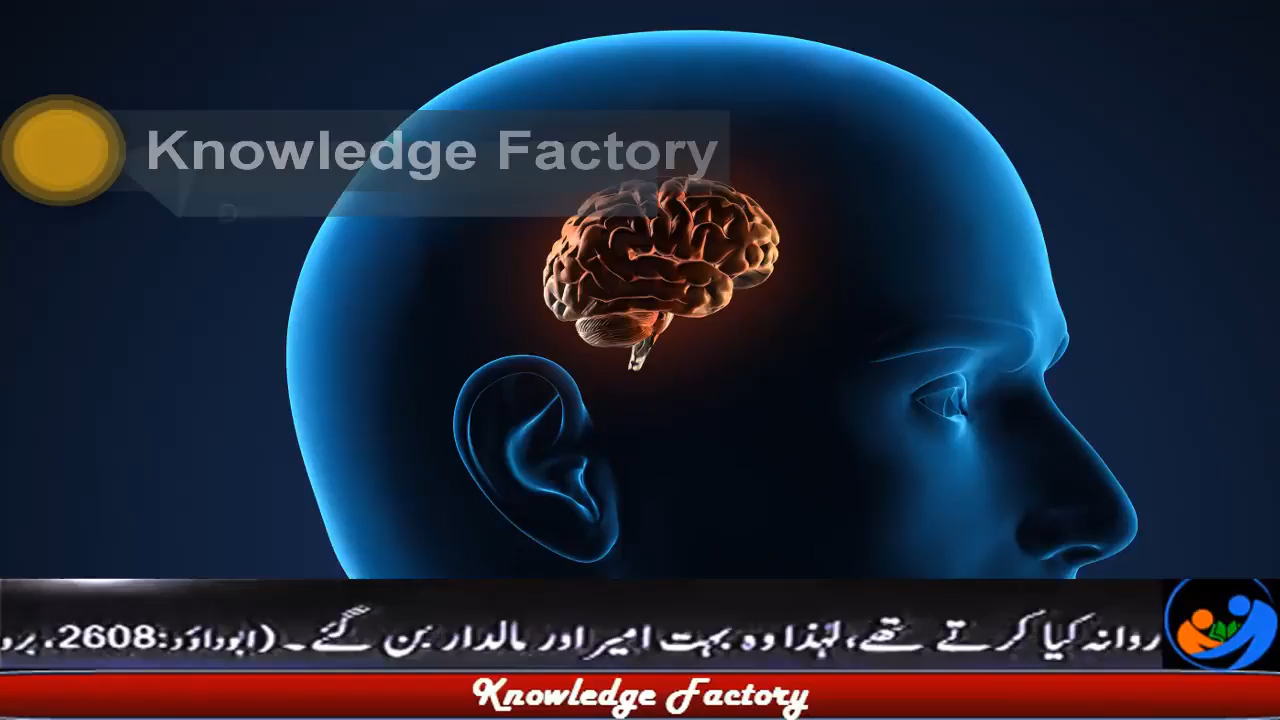 Knowledge Factory
D
روانہ کیا کرتے تھے، لہٰذا وہ بہت امیر اور مالدار بن گئے۔ (ابوداؤد:2608، برو
Knowledge Factory